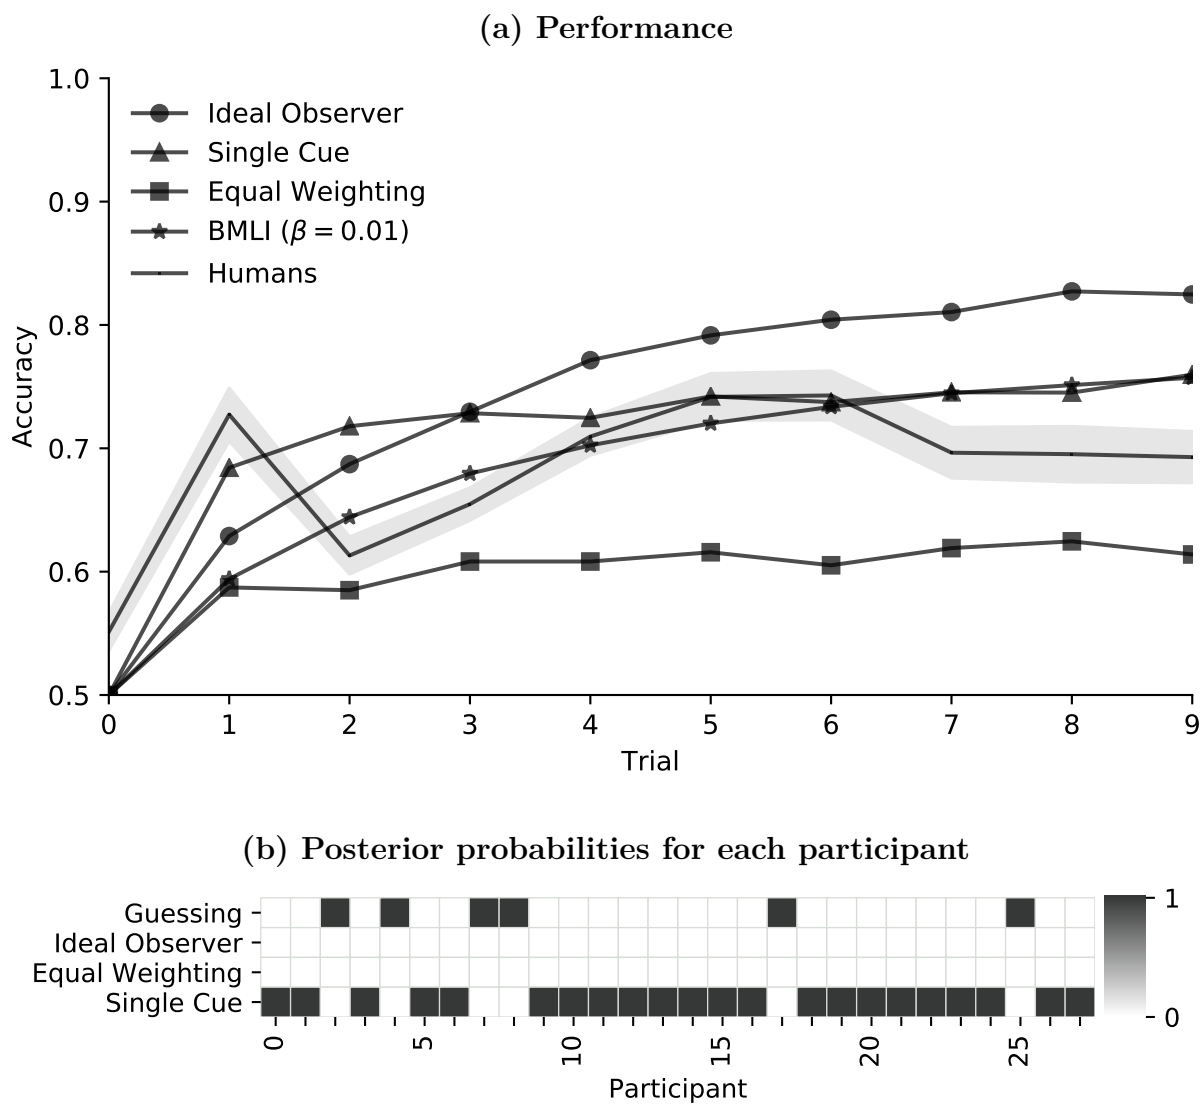 (a) Performance
1.0
0.9
0.8
0.7
0.6
0.5
Accuracy
Ideal Observer
Single Cue
Equal Weighting
BMLI (β = 0.01)
Humans
0 1 2 3 4 5 6 7 8 9
Trial
(b) Posterior probabilities for each participant
Guessing
Ideal Observer
Equal Weighting
Single Cue
1
0
0 5 10 15 20 25
Participant